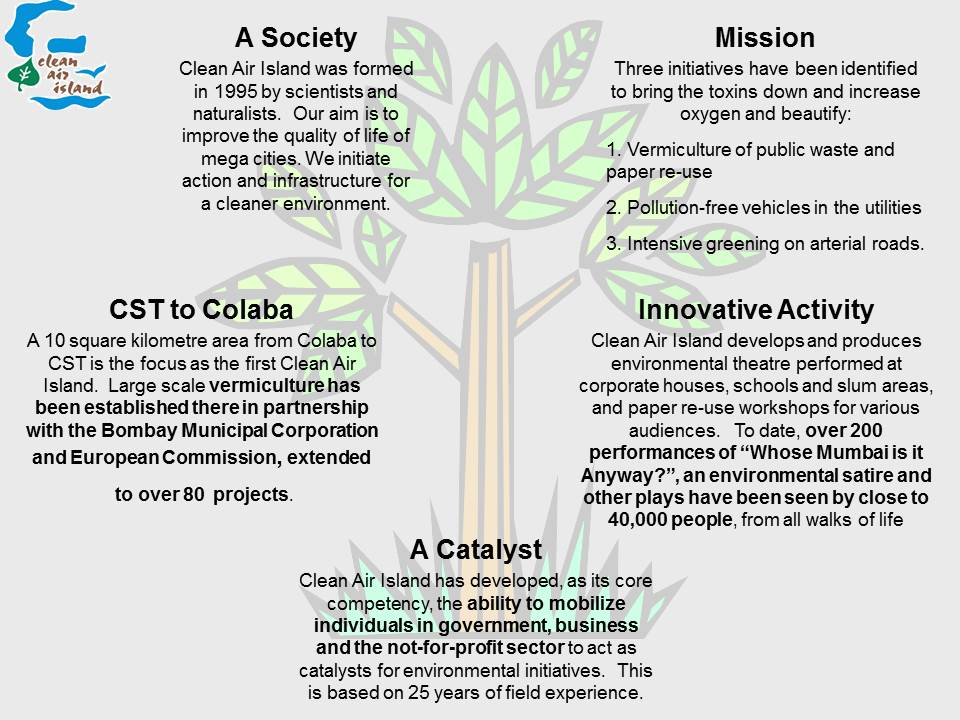 clean
air
island
A Society
Clean Air Island was formed
in 1995 by scientists and
naturalists. Our aim is to
improve the quality of life of
mega cities. We initiate
action and infrastructure for
a cleaner environment.
Mission
Three initiatives have been identified
to bring the toxins down and increase
oxygen and beautify:
1. Vermiculture of public waste and
paper re-use
2. Pollution-free vehicles in the utilities
3. Intensive greening on arterial roads.
CST to Colaba
A 10 square kilometre area from Colaba to
CST is the focus as the first Clean Air
Island. Large scale vermiculture has
been established there in partnership
with the Bombay Municipal Corporation
and European Commission, extended
to over 80 projects.
Innovative Activity
Clean Air Island develops and produces
environmental theatre performed at
corporate houses, schools and slum areas,
and paper re-use workshops for various
audiences. To date, over 200
performances of “Whose Mumbai is it
Anyway?”, an environmental satire and
other plays have been seen by close to
40,000 people, from all walks of life
A Catalyst
Clean Air Island has developed, as its core
competency, the ability to mobilize
individuals in government, business
and the not-for-profit sector to act as
catalysts for environmental initiatives. This
is based on 25 years of field experience.